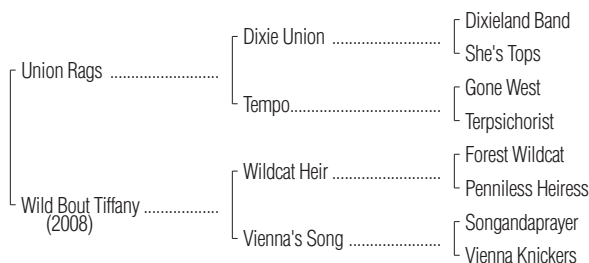 Dixieland Band
Dixie Union ..........................
She's Tops
Union Rags ..........................
Gone West
Tempo....................................
Terpsichorist
Forest Wildcat
Wildcat Heir ..........................
Penniless Heiress
Wild Bout Tiffany ..................
(2008)
Songandaprayer
Vienna's Song ......................
Vienna Knickers